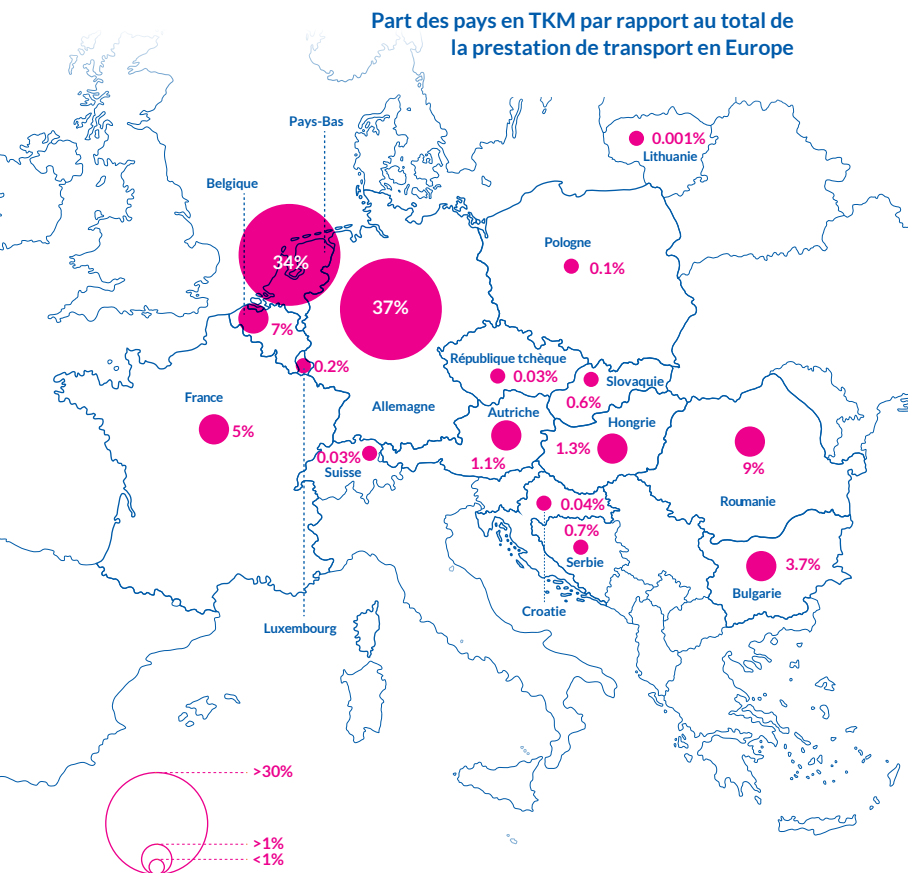 Part des pays en TKM par rapport au total de
la prestation de transport en Europe
Pays-Bas
0.001%
Lithuanie
Belgique
Pologne
34%
0.1%
37%
7%
République tchèque
0.2%
0.03%
Slovaquie
France
Allemagne
0.6%
Autriche
Hongrie
5%
1.3%
0.03%
Suisse
1.1%
9%
Roumanie
0.04%
0.7%
Serbie
3.7%
Bulgarie
Croatie
Luxembourg
>30%
>1%
<1%